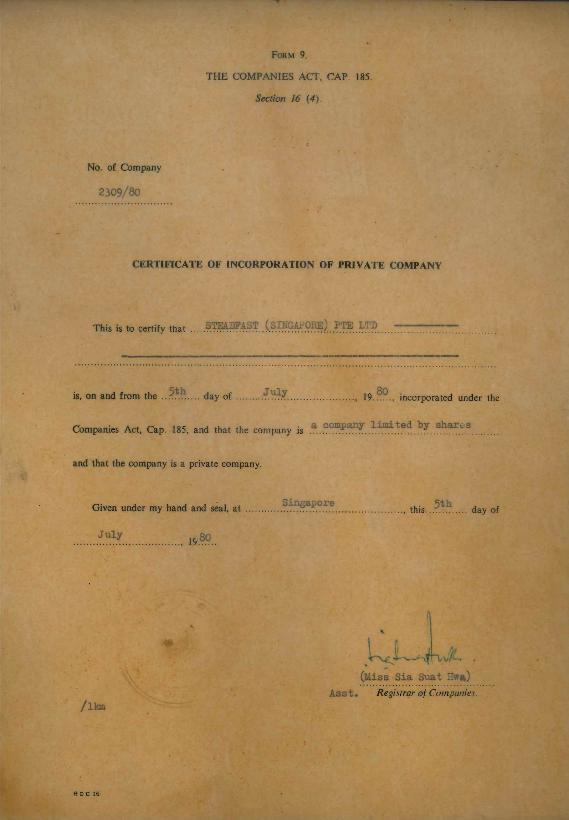 FORM 9.
THE COMPANIES ACT, CAP. 185.
Section 16 (4).
No. of Company
2309/80
CERTIFICATE OF INCORPORATION OF PRIVATE COMPANY
This is to certify that STEADFAST (SINGAPORE) PTE LTD
is, on and from the 5th day of July, 1980, incorporated under the
Companies Act, Cap. 185, and that the company is a company limited by shares
and that the company is a private company.
Given under my hand and seal, at Singapore, this 5th day of
July, 1980.
(Miss Sia Suat Hwa)
Asst. Registrar of Companies.
/lkm